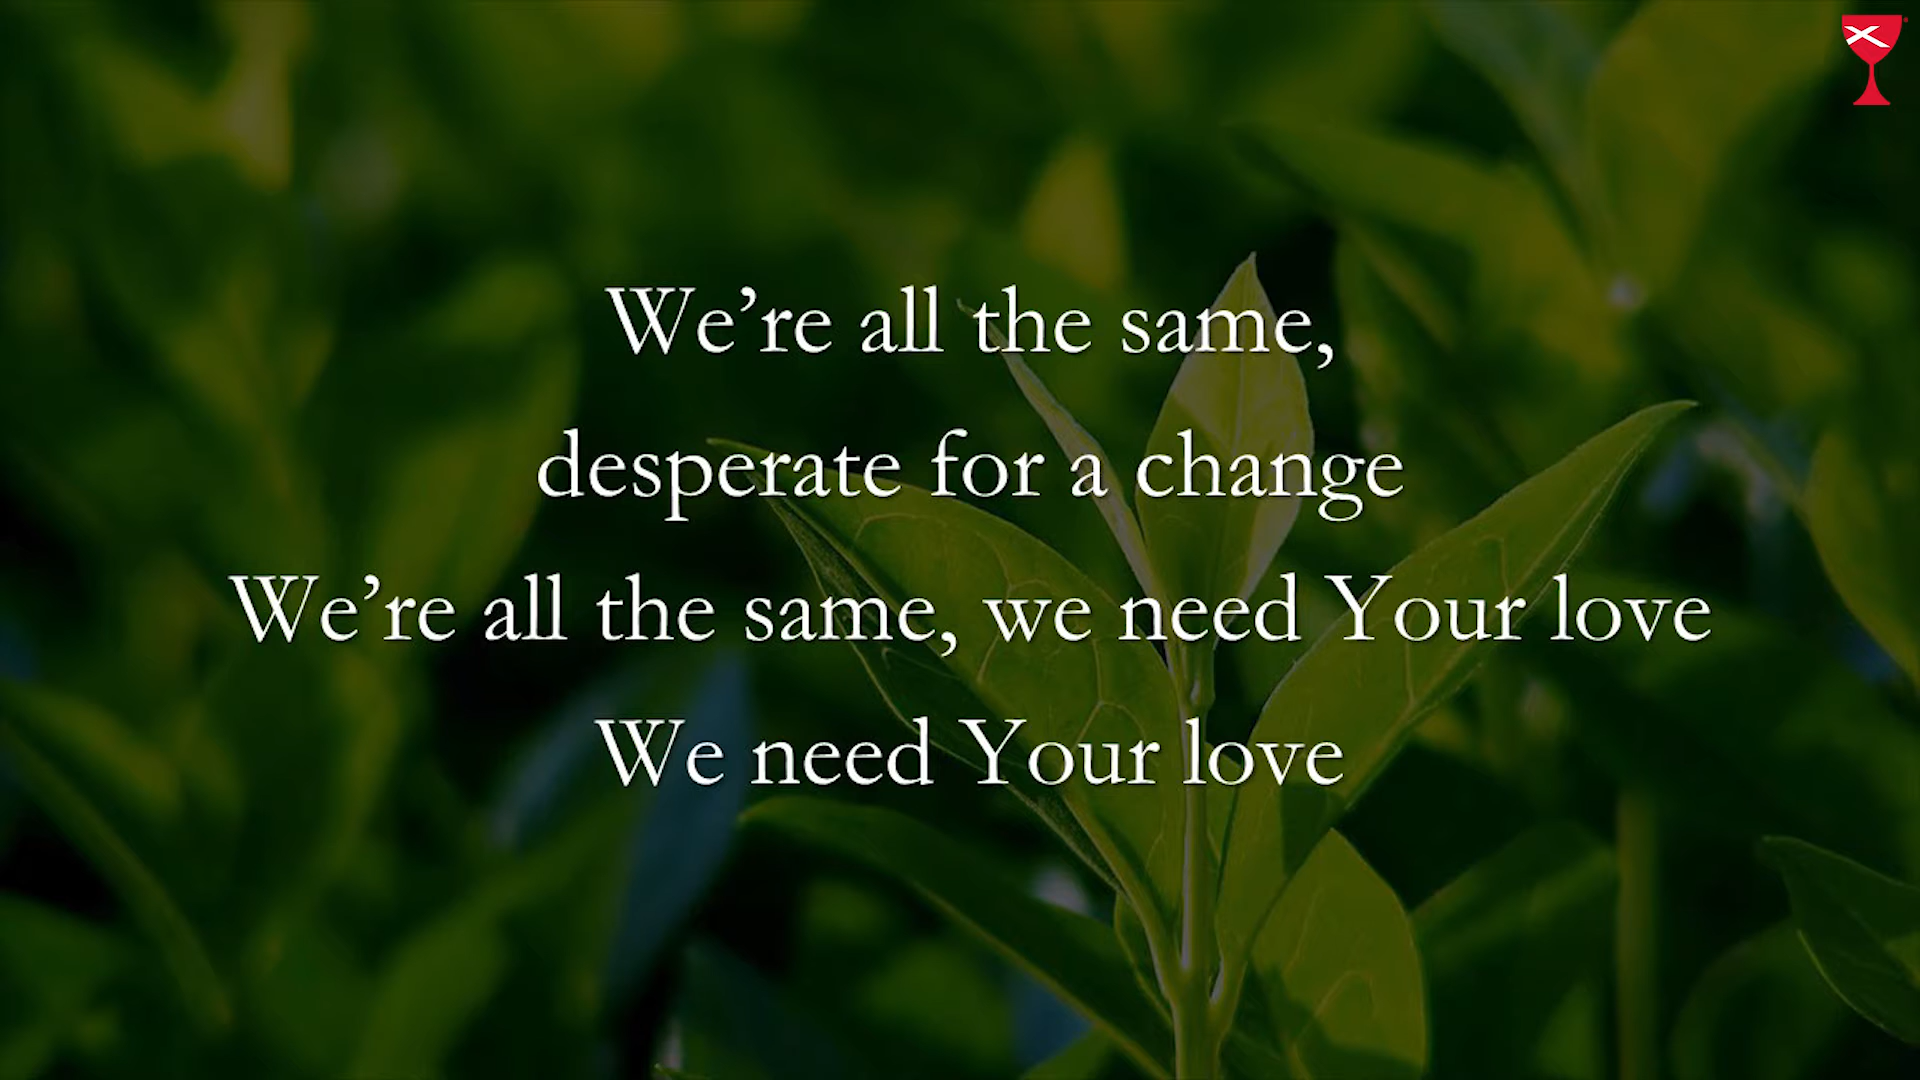 We’re all the same,
desperate for a change
We’re all the same, we need Your love
We need Your love